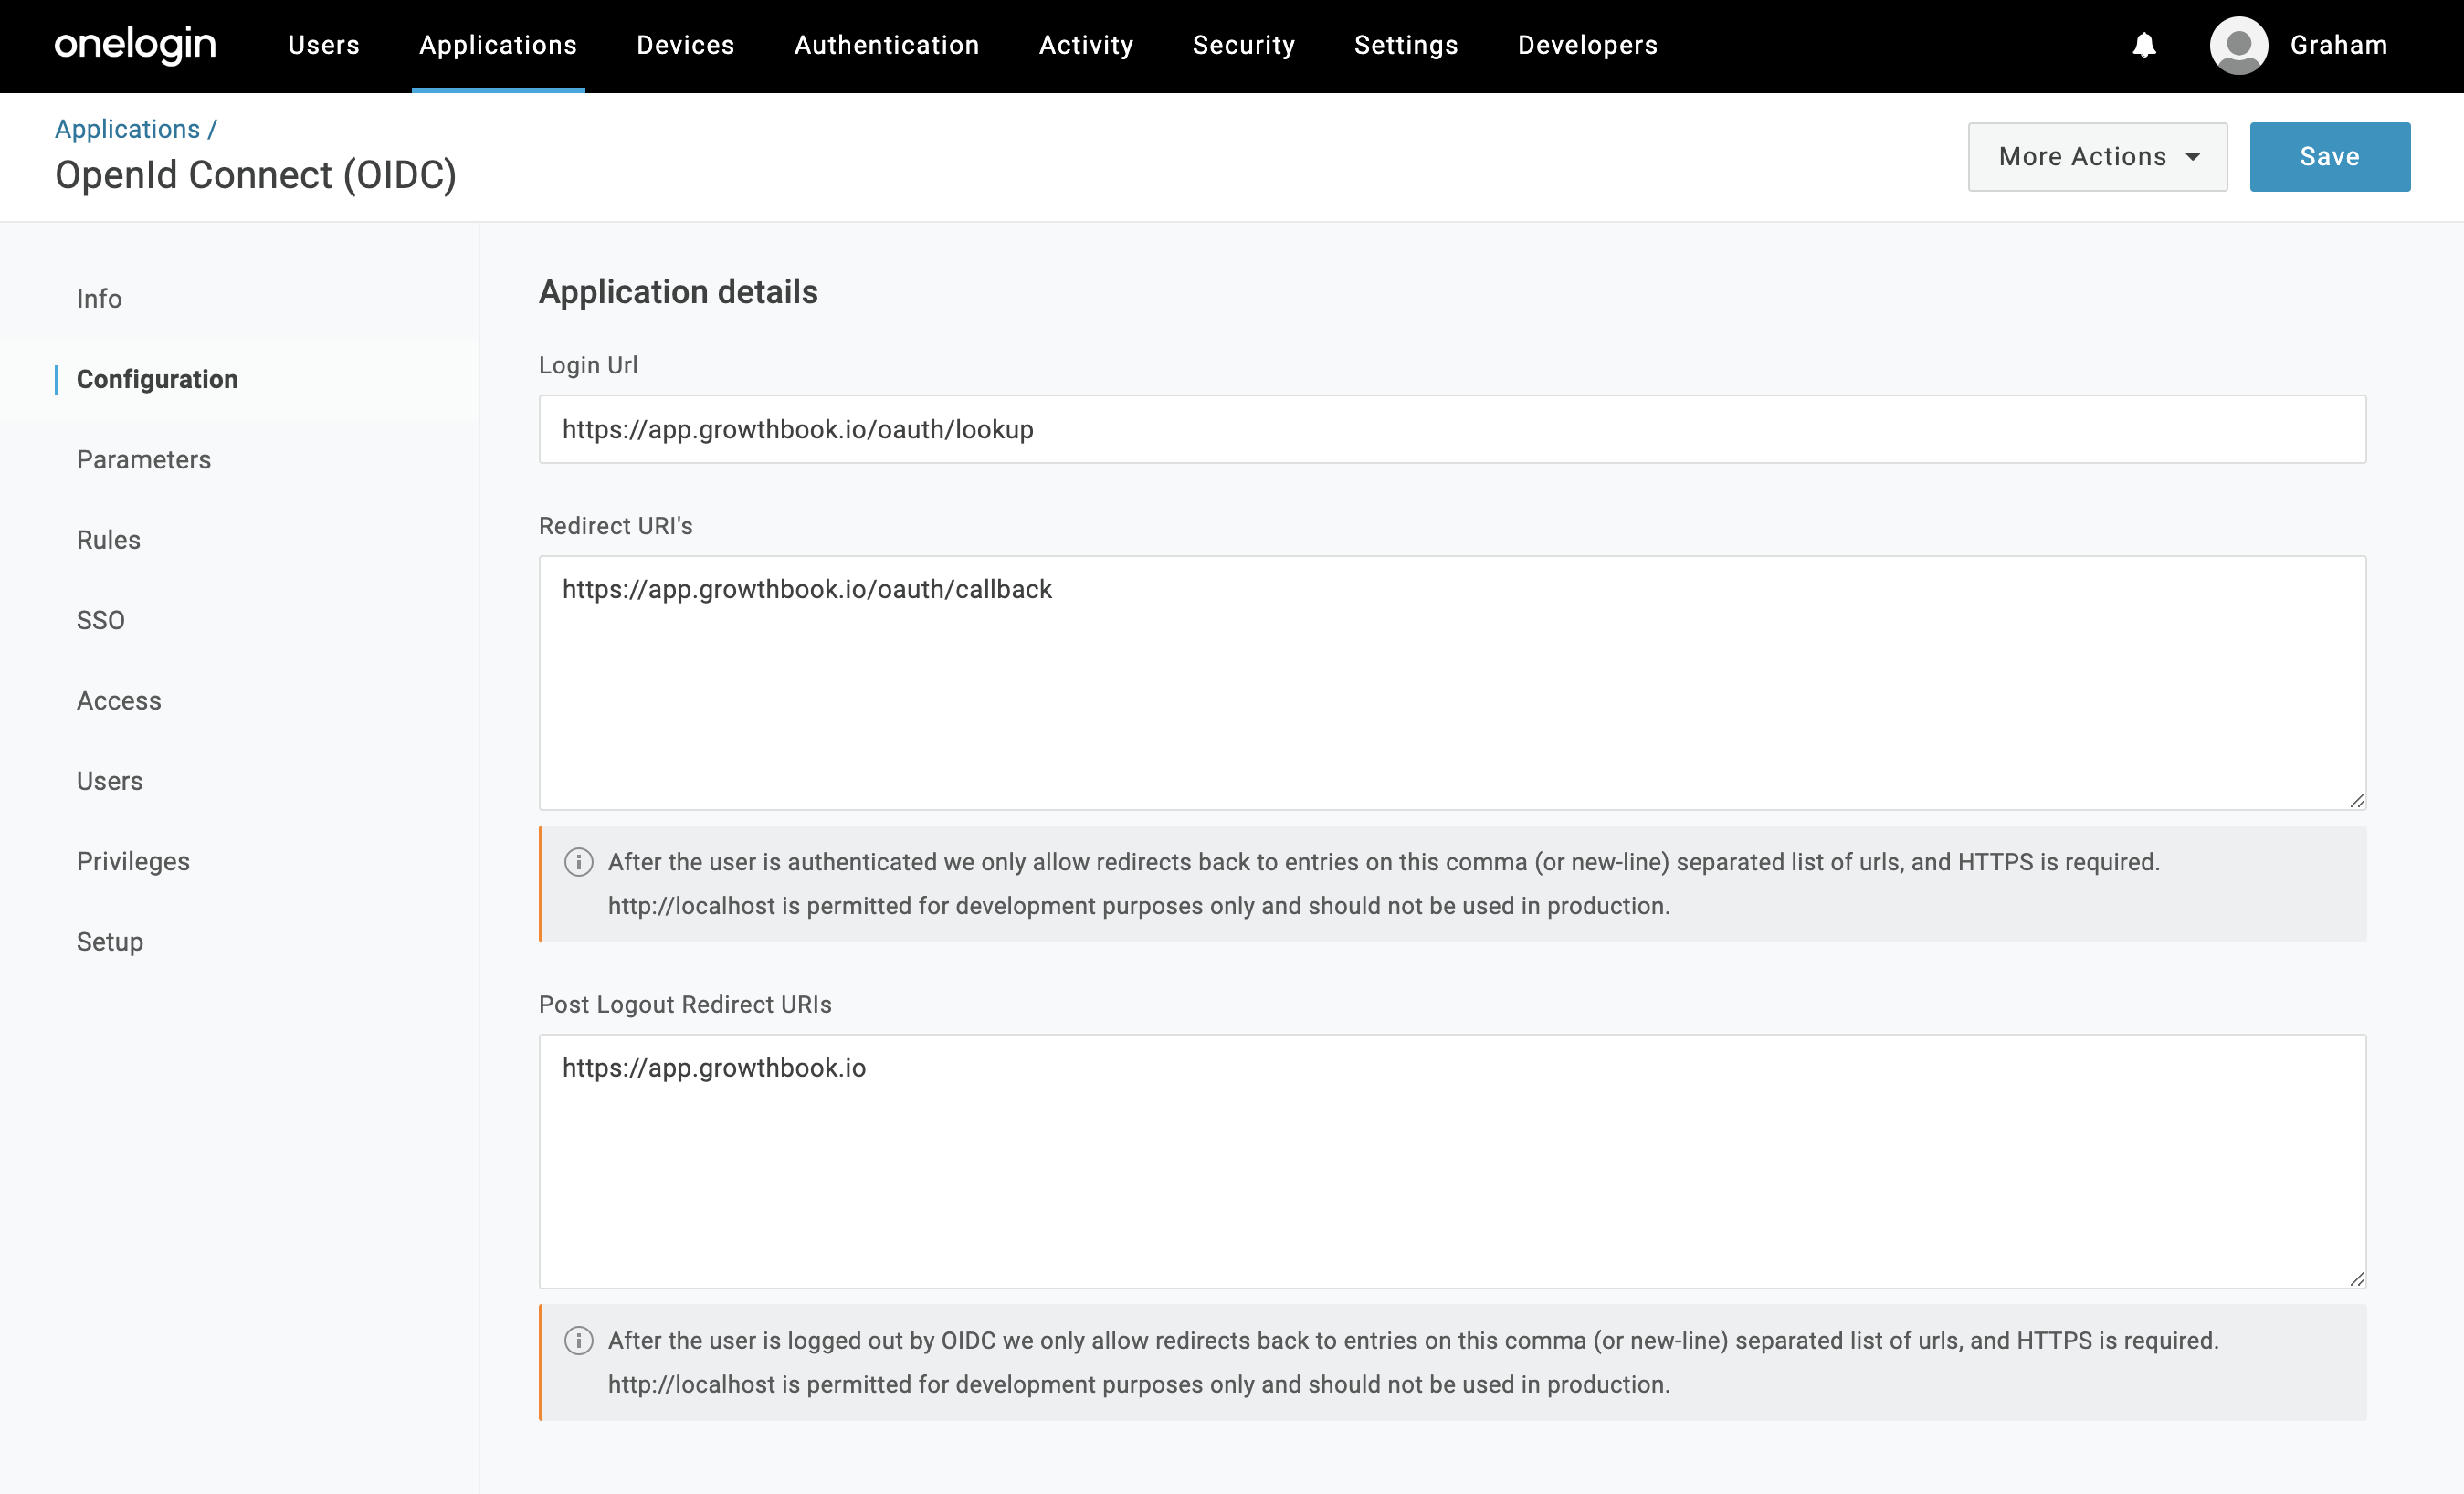 onelogin Users Applications Devices Authentication Activity Security Settings Developers Graham
Applications /
OpenId Connect (OIDC)
More Actions Save
Info
Configuration
Parameters
Rules
SSO
Access
Users
Privileges
Setup
Application details
Login Url
https://app.growthbook.io/oauth/lookup
Redirect URI's
https://app.growthbook.io/oauth/callback
After the user is authenticated we only allow redirects back to entries on this comma (or new-line) separated list of urls, and HTTPS is required.
http://localhost is permitted for development purposes only and should not be used in production.
Post Logout Redirect URIs
https://app.growthbook.io
After the user is logged out by OIDC we only allow redirects back to entries on this comma (or new-line) separated list of urls, and HTTPS is required.
http://localhost is permitted for development purposes only and should not be used in production.